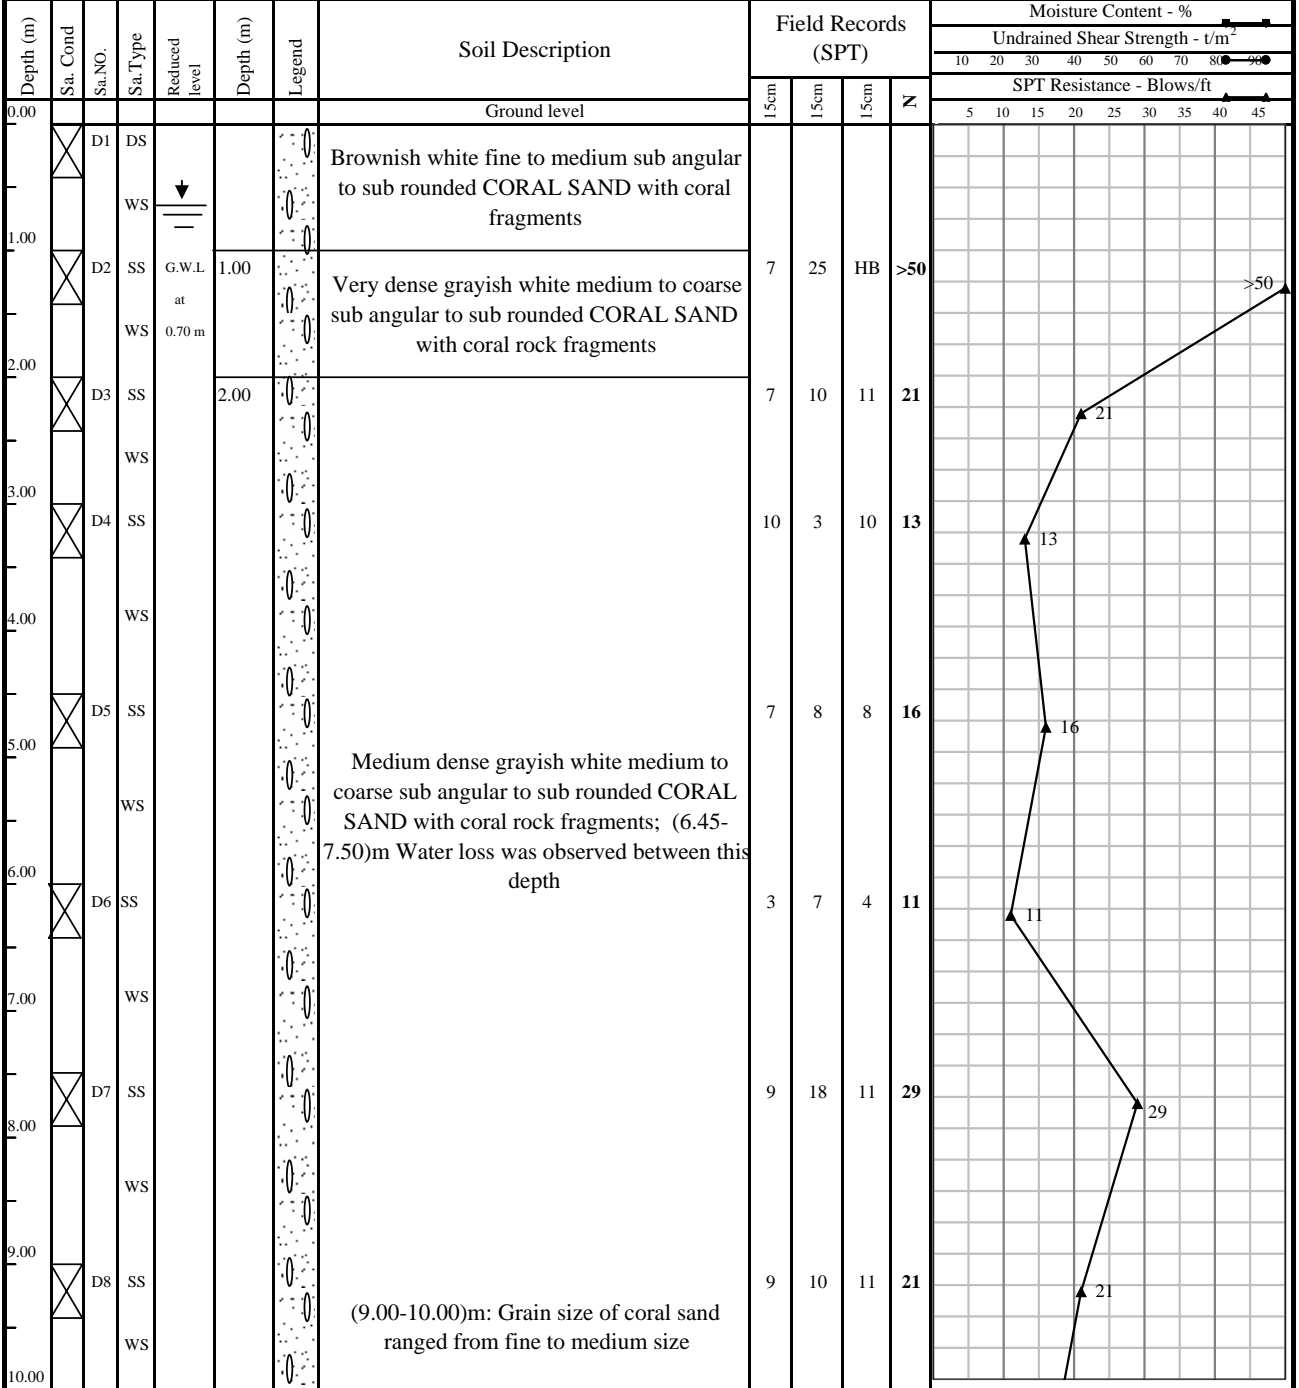 Depth (m) Sa. Cond Sa.NO. Sa.Type Reduced level Depth (m) Legend Soil Description Field Records (SPT)
Moisture Content - %
Undrained Shear Strength - t/m2
10 20 30 40 50 60 70 80 90
SPT Resistance - Blows/ft
15cm 15cm 15cm N
5 10 15 20 25 30 35 40 45
0.00 Ground level
D1 DS
Brownish white fine to medium sub angular
to sub rounded CORAL SAND with coral
fragments
WS
1.00
D2 SS G.W.L 1.00 7 25 HB >50
>50
at
0.70 m
WS
Very dense grayish white medium to coarse
sub angular to sub rounded CORAL SAND
with coral rock fragments
2.00
D3 SS 2.00 7 10 11 21
21
WS
3.00
D4 SS 10 3 10 13
13
WS
4.00
D5 SS 7 8 8 16
16
5.00
Medium dense grayish white medium to
coarse sub angular to sub rounded CORAL
SAND with coral rock fragments; (6.45-
7.50)m Water loss was observed between this
depth
WS
6.00
D6 SS 3 7 4 11
11
WS
7.00
D7 SS 9 18 11 29
29
8.00
WS
9.00
D8 SS 9 10 11 21
21
(9.00-10.00)m: Grain size of coral sand
ranged from fine to medium size
WS
10.00